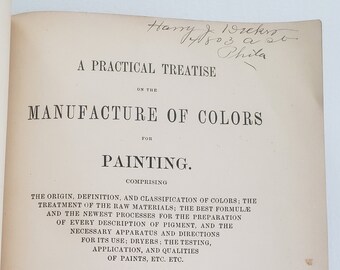 Harry J
Phila
A PRACTICAL TREATISE
ON THE
MANUFACTURE OF COLORS
FOR
PAINTING.
COMPRISING
THE ORIGIN, DEFINITION, AND CLASSIFICATION OF COLORS; THE
TREATMENT OF THE RAW MATERIALS; THE BEST FORMULÆ
AND THE NEWEST PROCESSES FOR THE PREPARATION
OF EVERY DESCRIPTION OF PIGMENT, AND THE
NECESSARY APPARATUS AND DIRECTIONS
FOR ITS USE; DRYERS; THE TESTING,
APPLICATION, AND QUALITIES
OF PAINTS, ETC. ETC.